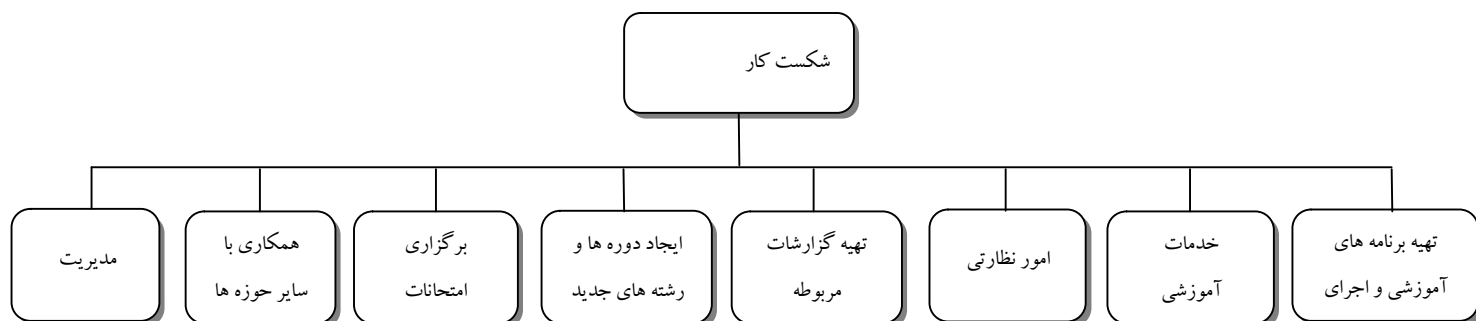 شکست کار
تهیه برنامه های
آموزشی و اجرای
خدمات
آموزشی
امور نظارتی
تهیه گزارشات
مربوطه
ایجاد دوره ها و
رشته های جدید
برگزاری
امتحانات
همکاری با
سایر حوزه ها
مدیریت